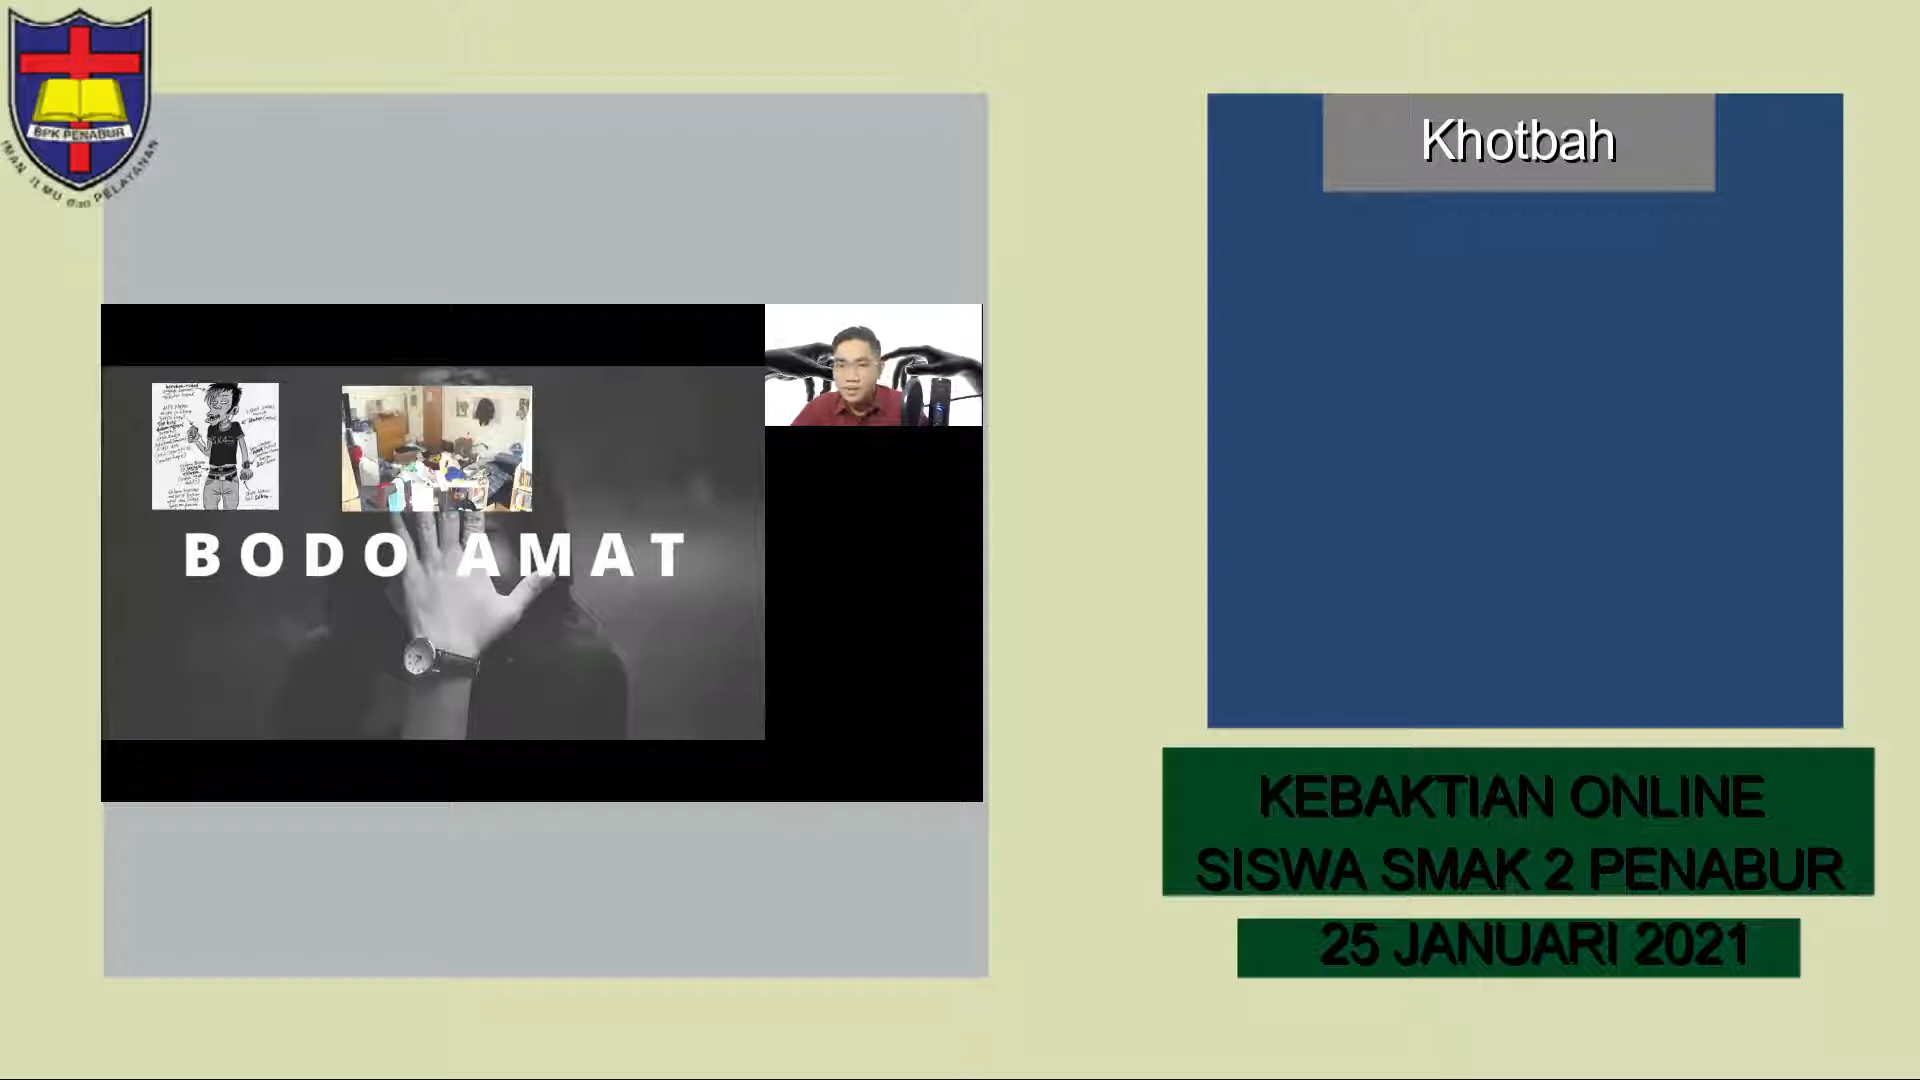 BPK PENABUR
IMAN, ILMU dan PELAYANAN
Khotbah
BODO AMAT
KEBAKTIAN ONLINE
SISWA SMAK 2 PENABUR
25 JANUARI 2021